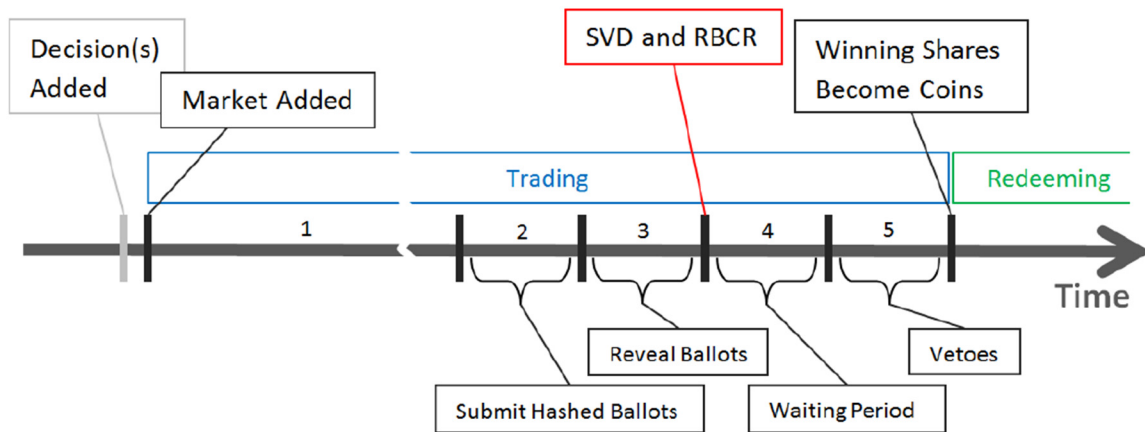 Decision(s)
Added
Market Added
SVD and RBCR
Winning Shares
Become Coins
Trading
Redeeming
1
2
3
4
5
Time
Reveal Ballots
Vetoes
Submit Hashed Ballots
Waiting Period